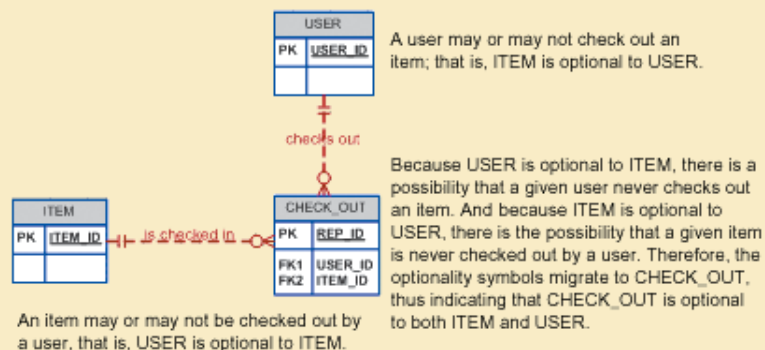 USER
PK USER_ID
A user may or may not check out an
item; that is, ITEM is optional to USER.
checks out
Because USER is optional to ITEM, there is a
possibility that a given user never checks out
an item. And because ITEM is optional to
USER, there is the possibility that a given item
is never checked out by a user. Therefore, the
optionality symbols migrate to CHECK_OUT,
thus indicating that CHECK_OUT is optional
to both ITEM and USER.
ITEM
PK ITEM_ID
is checked in
CHECK_OUT
PK REP_ID
FK1 USER_ID
FK2 ITEM_ID
An item may or may not be checked out by
a user, that is, USER is optional to ITEM.